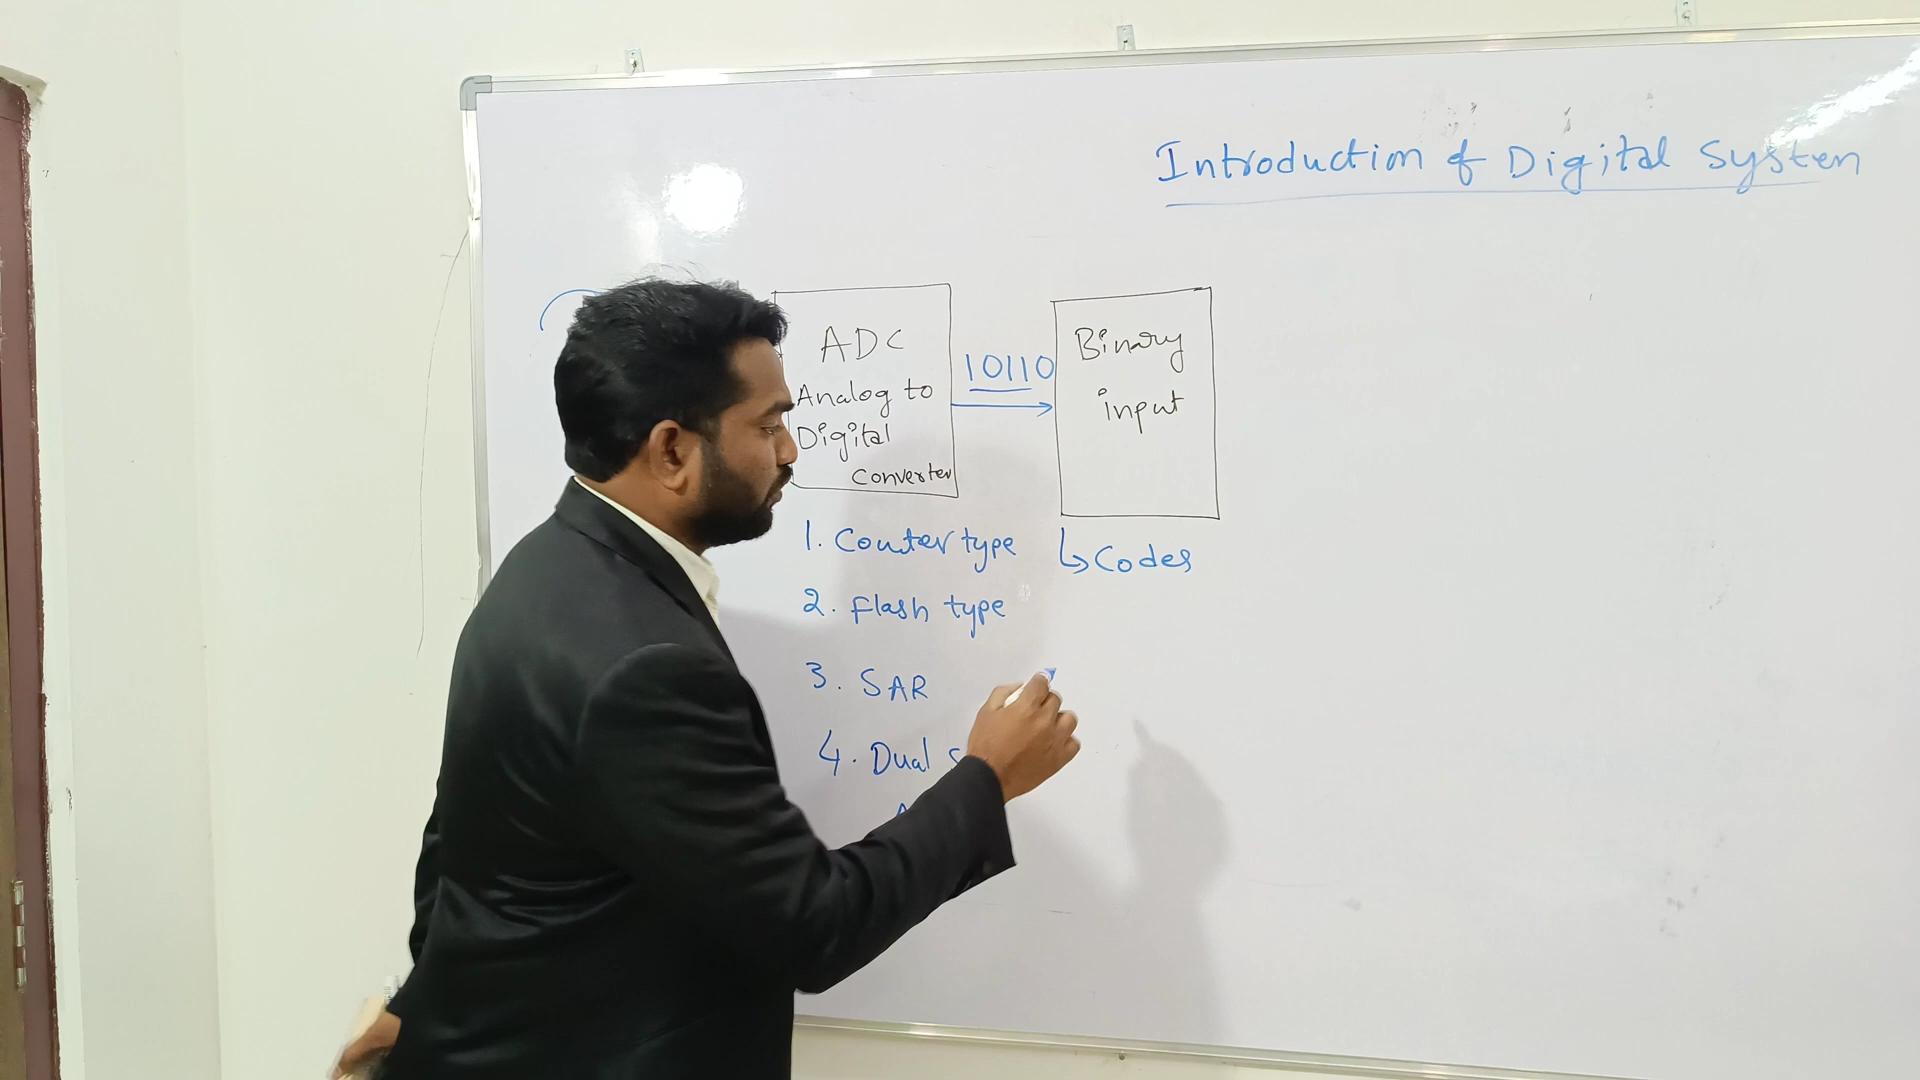 Introduction of Digital System
ADC
Analog to
Digital
Converter
10110
Binary
input
1. Counter type
2. Flash type
3. SAR
4. Dual
↳ Codes